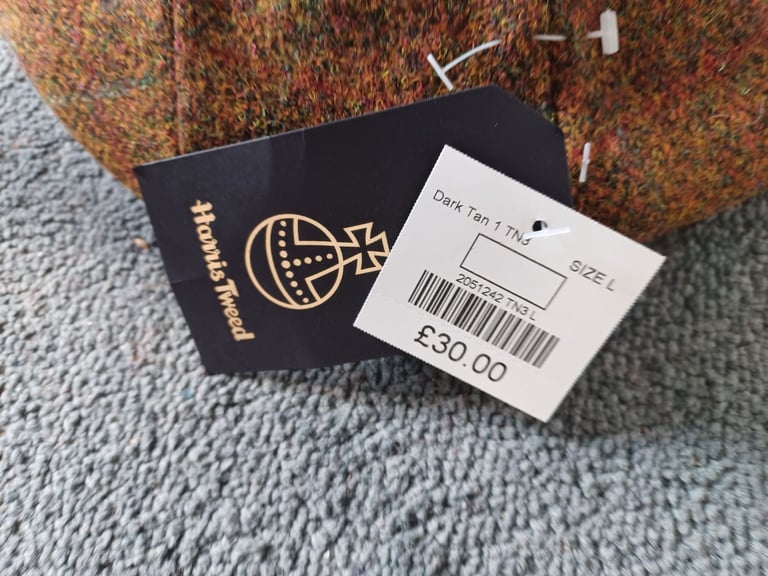 Harris Tweed
Dark Tan 1 TN3
SIZE L
2051242 TN3 L
£30.00